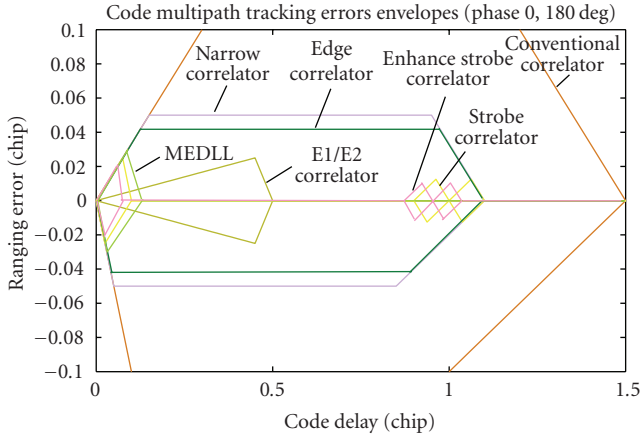 Code multipath tracking errors envelopes (phase 0, 180 deg)
0.1
0.08
0.06
0.04
0.02
0
−0.02
−0.04
−0.06
−0.08
−0.1
Ranging error (chip)
Narrow
correlator
Edge
correlator
Enhance strobe
correlator
Conventional
correlator
Strobe
correlator
MEDLL
E1/E2
correlator
0
0.5
1
1.5
Code delay (chip)